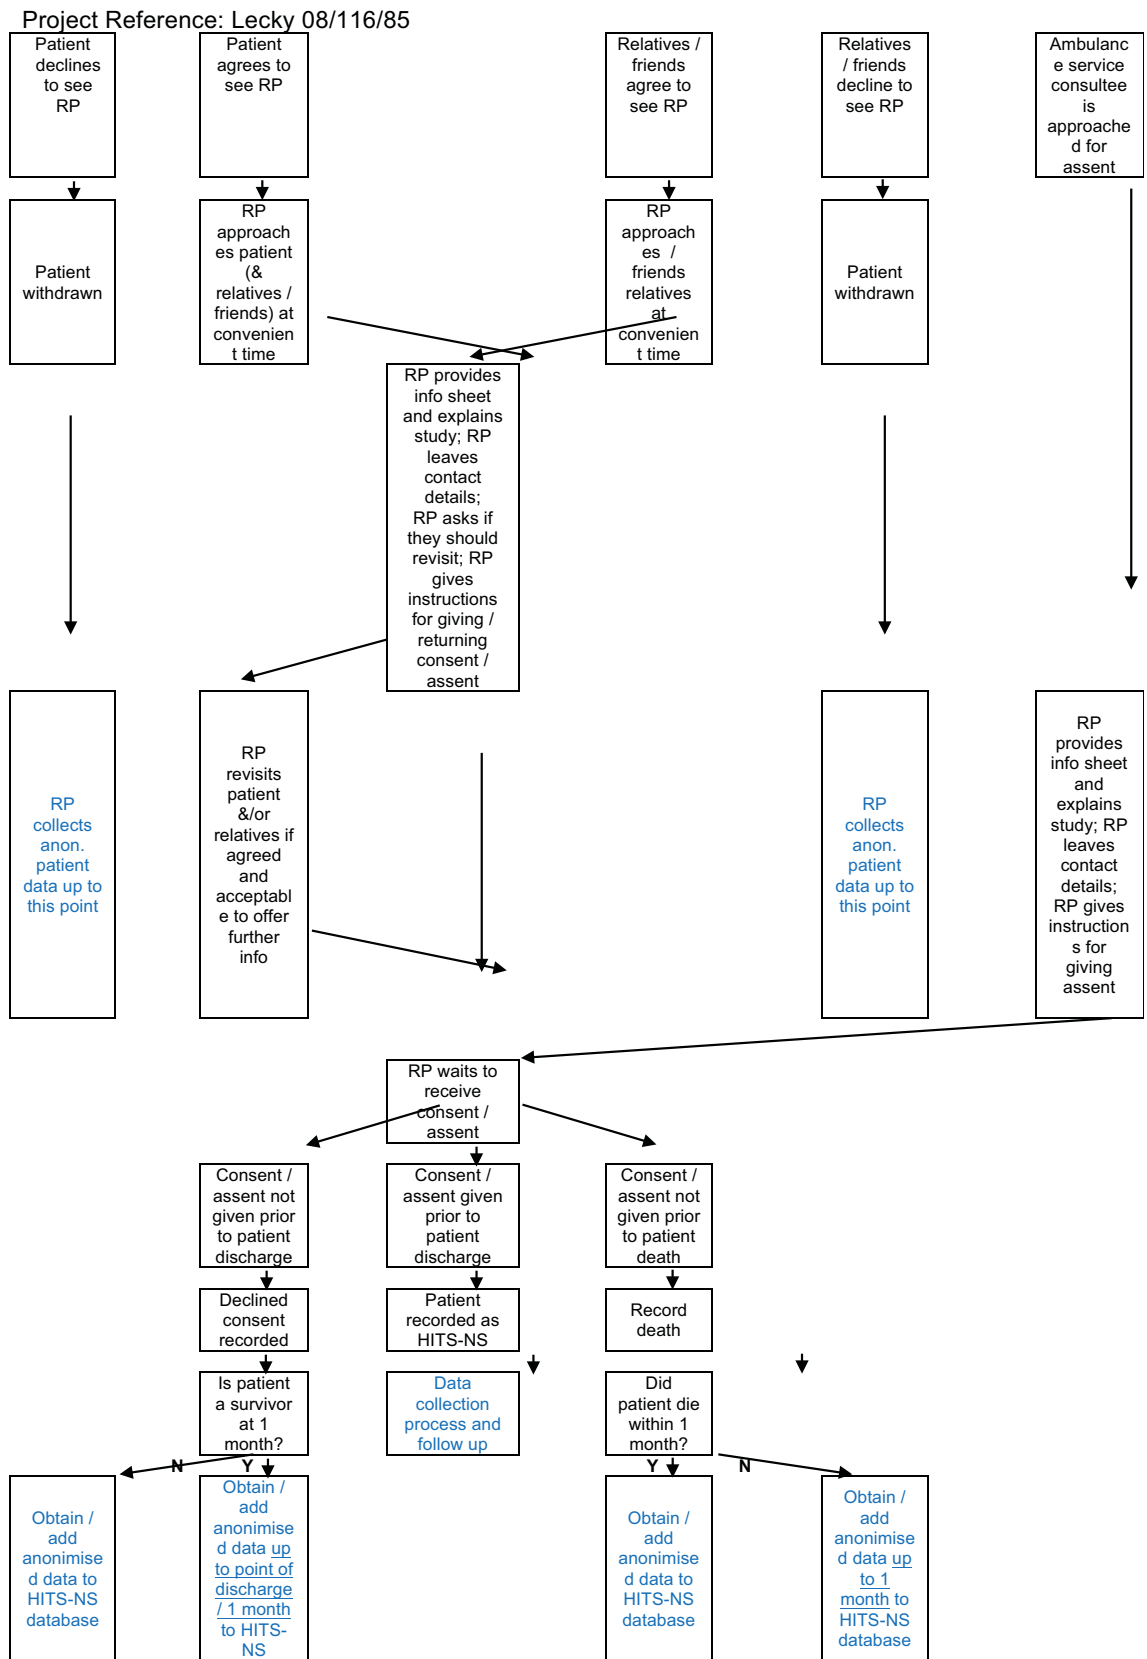 Project Reference: Lecky 08/116/85
Patient
declines
to see
RP
Patient
agrees to
see RP
Relatives /
friends
agree to
see RP
Relatives
/ friends
decline to
see RP
Ambulanc
e service
consultee
is
approache
d for
assent
Patient
withdrawn
RP
approach
es patient
(&
relatives /
friends) at
convenien
t time
RP
approach
es  /
friends
relatives
at
convenien
t time
Patient
withdrawn
RP provides
info sheet
and explains
study; RP
leaves
contact
details;
RP asks if
they should
revisit; RP
gives
instructions
for giving /
returning
consent /
assent
RP
collects
anon.
patient
data up to
this point
RP
revisits
patient
&/or
relatives if
agreed
and
acceptabl
e to offer
further
info
RP
collects
anon.
patient
data up to
this point
RP
provides
info sheet
and
explains
study; RP
leaves
contact
details;
RP gives
instruction
s for
giving
assent
RP waits to
receive
consent /
assent
Consent /
assent not
given prior
to patient
discharge
Consent /
assent given
prior to
patient
discharge
Consent /
assent not
given prior
to patient
death
Declined
consent
recorded
Patient
recorded as
HITS-NS
Record
death
Is patient
a survivor
at 1
month?
Data
collection
process and
follow up
Did
patient die
within 1
month?
N
Y
Y
N
Obtain /
add
anonimise
d data to
HITS-NS
database
Obtain /
add
anonimise
d data up
to point of
discharge
/ 1 month
to HITS-
NS
Obtain /
add
anonimise
d data to
HITS-NS
database
Obtain /
add
anonimise
d data up
to 1
month to
HITS-NS
database